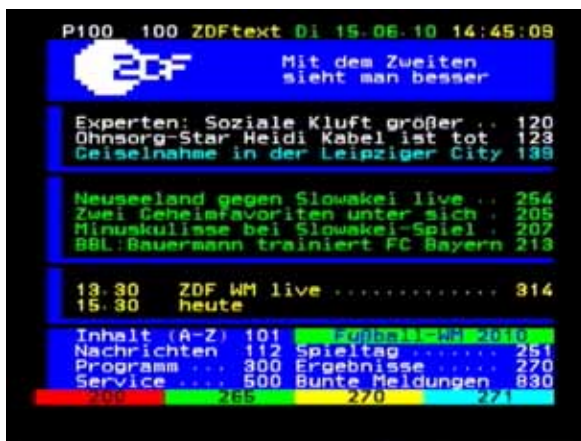 P100 100 ZDFtext Di 15.06.10 14:45:09
ZDF
Mit dem Zweiten
sieht man besser
Experten: Soziale Kluft größer .. 120
Ohnsorg-Star Heidi Kabel ist tot 123
Geiselnahme in der Leipziger City 139
Neuseeland gegen Slowakei live .. 254
Zwei Geheimfavoriten unter sich . 205
Minuskulisse bei Slowakei-Spiel . 207
BBL:Bauermann trainiert FC Bayern 213
13.30 ZDF WM live ............. 314
15.30 heute
Inhalt (A-Z) 101 Fußball-WM 2010
Nachrichten 112 Spieltag ....... 251
Programm ... 300 Ergebnisse ..... 270
Service .... 500 Bunte Meldungen 830
200 265 270 271